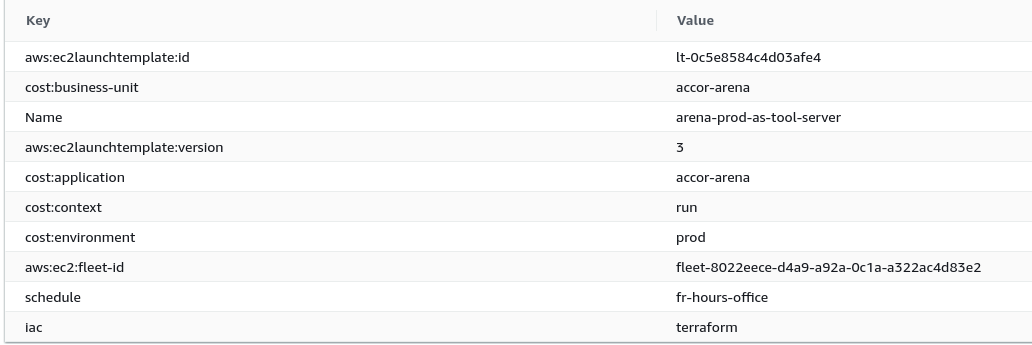 Key Value
aws:ec2launchtemplate:id lt-0c5e8584c4d03afe4
cost:business-unit accor-arena
Name arena-prod-as-tool-server
aws:ec2launchtemplate:version 3
cost:application accor-arena
cost:context run
cost:environment prod
aws:ec2:fleet-id fleet-8022eece-d4a9-a92a-0c1a-a322ac4d83e2
schedule fr-hours-office
iac terraform